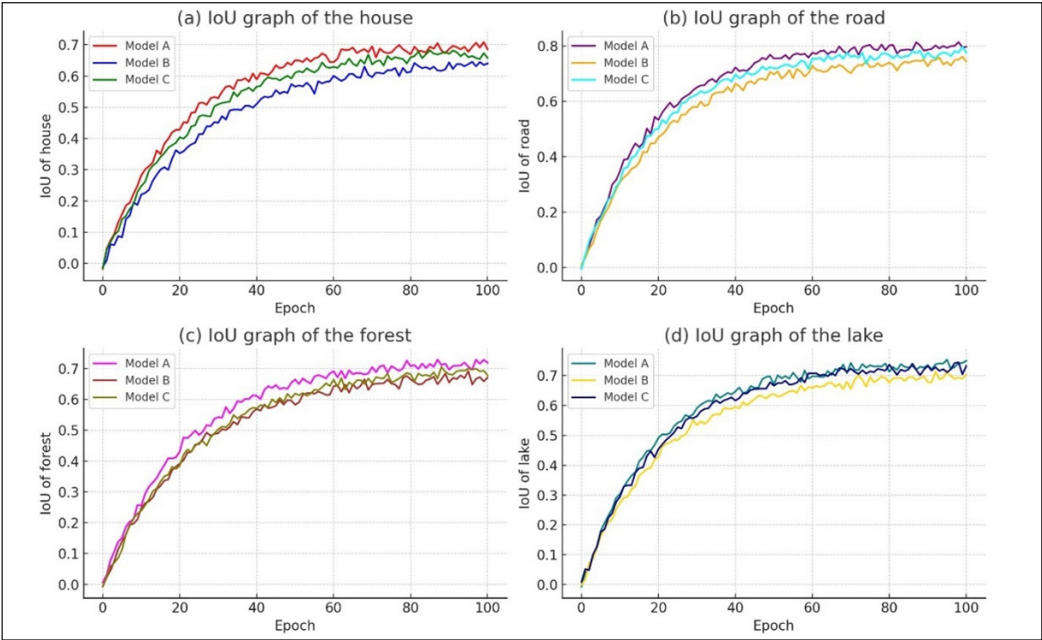 (a) IoU graph of the house
Model A
Model B
Model C
IoU of house
0.7
0.6
0.5
0.4
0.3
0.2
0.1
0.0
0 20 40 60 80 100
Epoch
(b) IoU graph of the road
Model A
Model B
Model C
IoU of road
0.8
0.6
0.4
0.2
0.0
0 20 40 60 80 100
Epoch
(c) IoU graph of the forest
Model A
Model B
Model C
IoU of forest
0.7
0.6
0.5
0.4
0.3
0.2
0.1
0.0
0 20 40 60 80 100
Epoch
(d) IoU graph of the lake
Model A
Model B
Model C
IoU of lake
0.7
0.6
0.5
0.4
0.3
0.2
0.1
0.0
0 20 40 60 80 100
Epoch